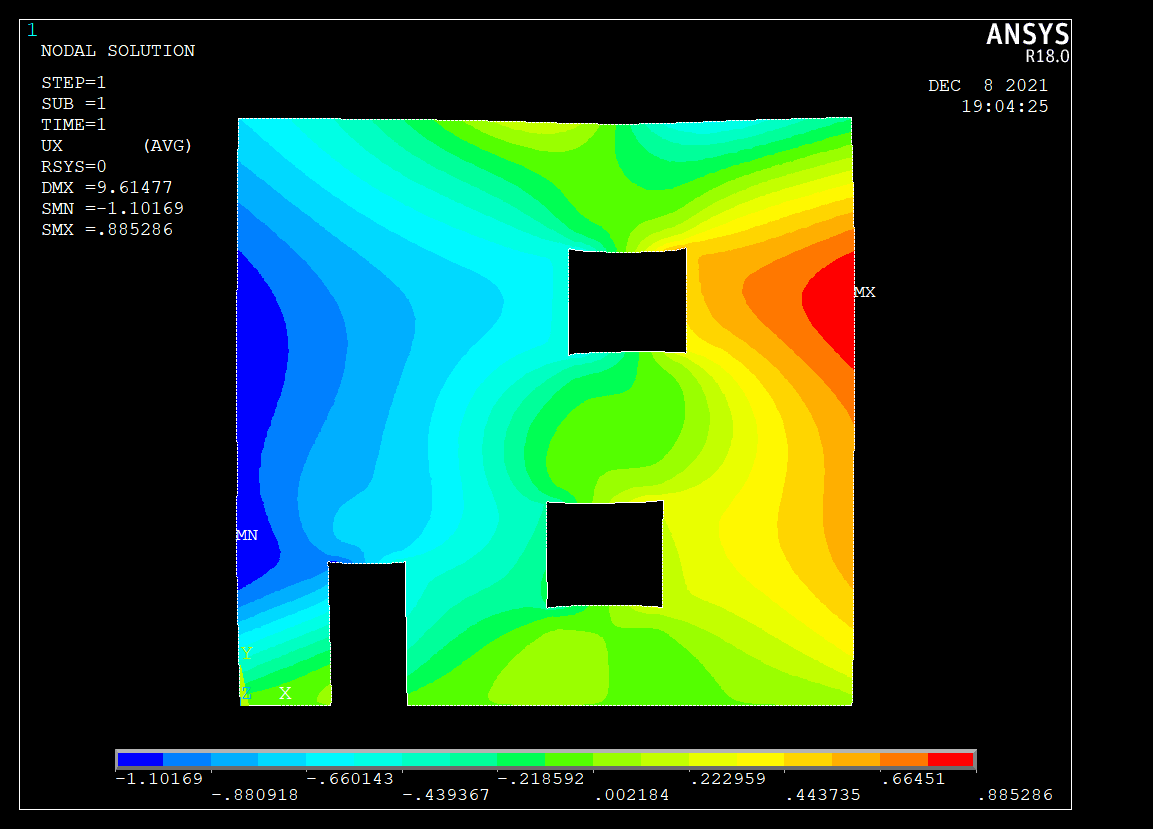 1
ANSYS
R18.0
NODAL SOLUTION
STEP=1
DEC  8 2021
SUB =1
19:04:25
TIME=1
UX       (AVG)
RSYS=0
DMX =9.61477
SMN =-1.10169
SMX =.885286
MX
MN
Y
Z X
-1.10169 -.660143 -.218592 .222959 .66451
-.880918 -.439367 .002184 .443735 .885286